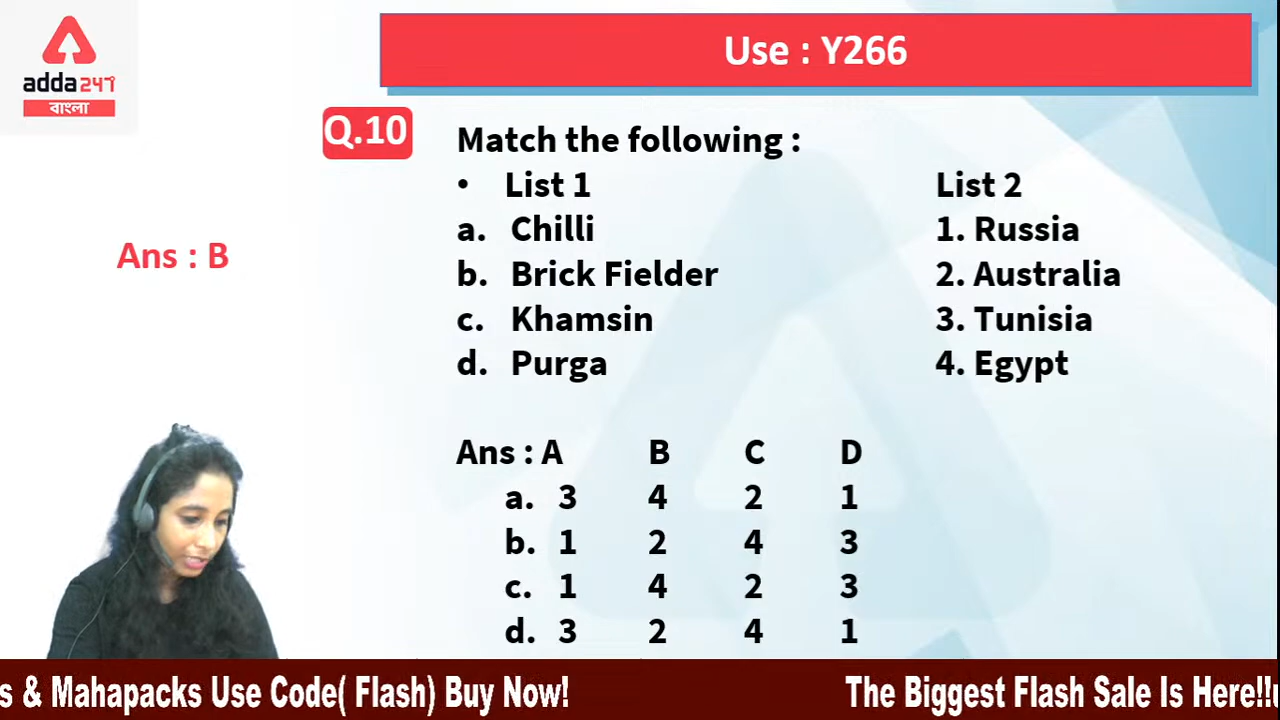 adda247
বাংলা
Use : Y266
Q.10
Match the following :
• List 1 List 2
a. Chilli 1. Russia
b. Brick Fielder 2. Australia
c. Khamsin 3. Tunisia
d. Purga 4. Egypt
Ans : B
Ans : A B C D
a. 3 4 2 1
b. 1 2 4 3
c. 1 4 2 3
d. 3 2 4 1
s & Mahapacks Use Code( Flash) Buy Now! The Biggest Flash Sale Is Here!!